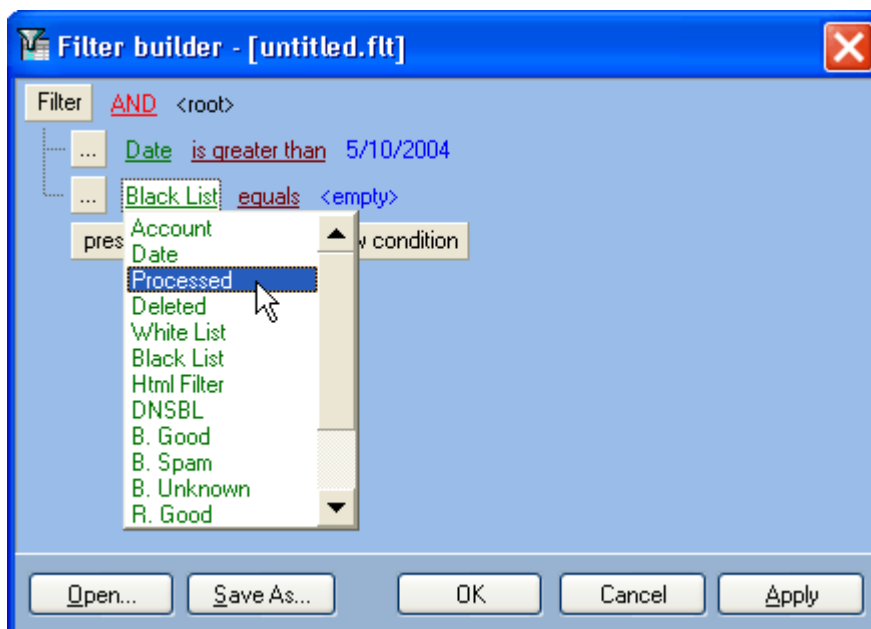 Filter builder - [untitled.flt]
Filter AND <root>
... Date is greater than 5/10/2004
... Black List equals <empty>
pres condition
Account
Date
Processed
Deleted
White List
Black List
Html Filter
DNSBL
B. Good
B. Spam
B. Unknown
R. Good
Open... Save As... OK Cancel Apply